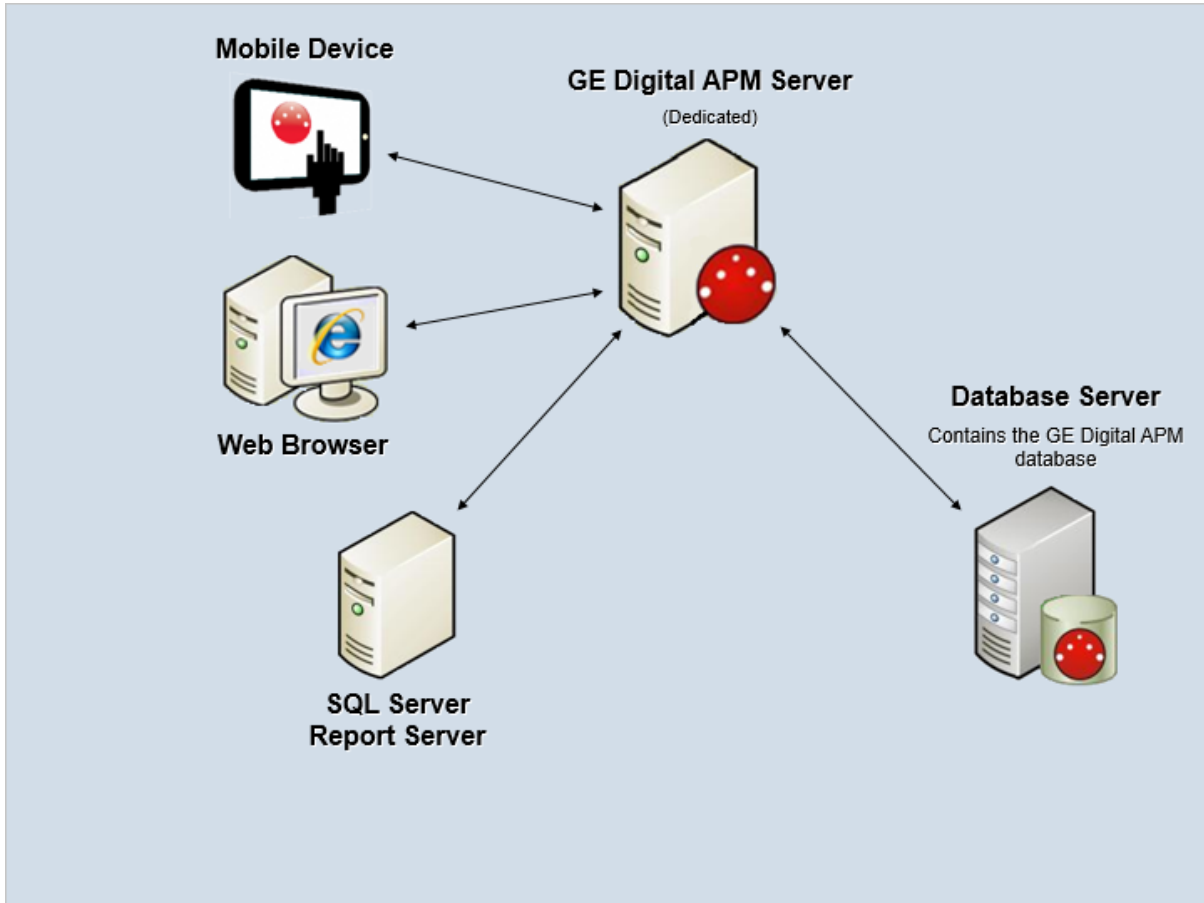 Mobile Device
GE Digital APM Server
(Dedicated)
Web Browser
Database Server
Contains the GE Digital APM
database
SQL Server
Report Server